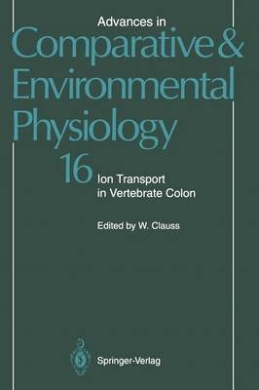 Advances in
Comparative &
Environmental
Physiology
16
Ion Transport
in Vertebrate Colon
Edited by W. Clauss
Springer-Verlag